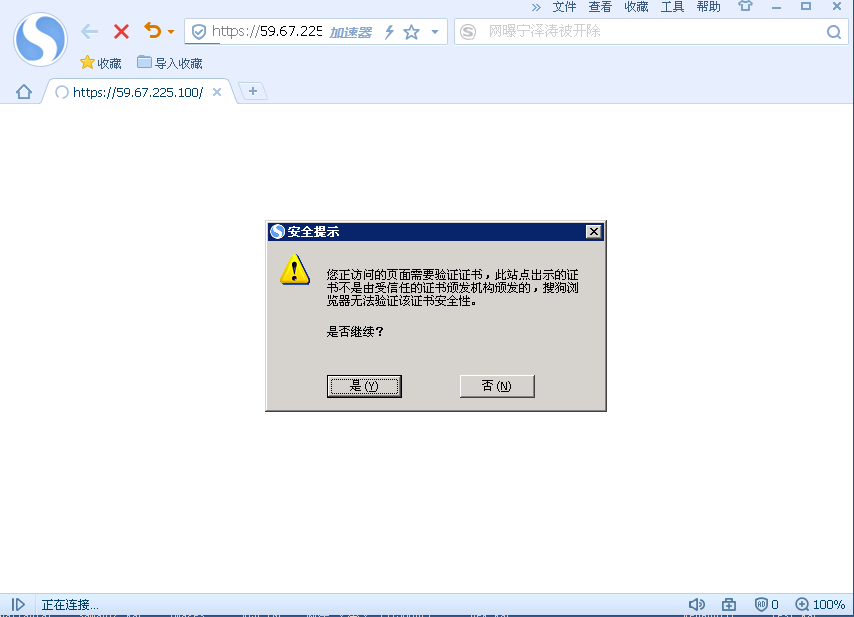 » 文件 查看 收藏 工具 帮助
https://59.67.225 加速器
网曝宁泽涛被开除
收藏 导入收藏
https://59.67.225.100/
安全提示
您正访问的页面需要验证证书，此站点出示的证
书不是由受信任的证书颁发机构颁发的，搜狗浏
览器无法验证该证书安全性。
是否继续？
是(Y) 否(N)
正在连接... AD 0 100%